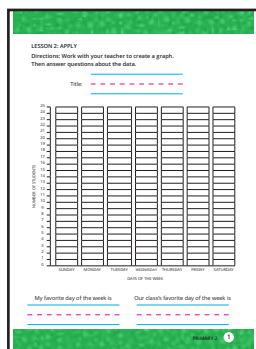 LESSON 2: APPLY
Directions: Work with your teacher to create a graph.
Then answer questions about the data.
Title:
25
24
23
22
21
20
19
18
17
16
15
14
13
12
11
10
9
8
7
6
5
4
3
2
1
0
NUMBER OF STUDENTS
SUNDAY MONDAY TUESDAY WEDNESDAY THURSDAY FRIDAY SATURDAY
DAYS OF THE WEEK
My favorite day of the week is
Our class's favorite day of the week is
PRIMARY 2 1